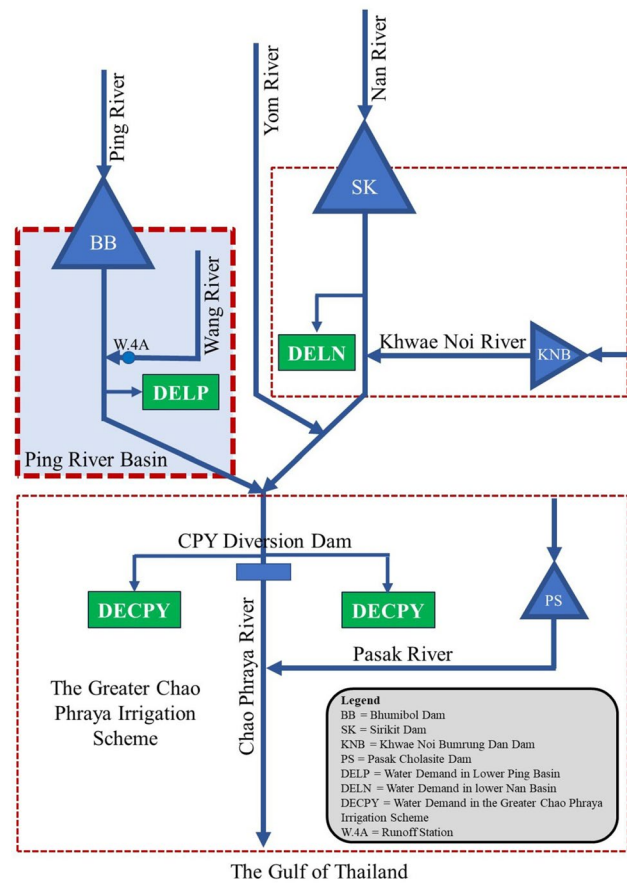 Nan River
Yom River
Ping River
SK
BB
Wang River
W.4A
DELN
Khwae Noi River
KNB
DELP
Ping River Basin
CPY Diversion Dam
DECPY
DECPY
PS
Chao Phraya River
Pasak River
The Greater Chao
Phraya Irrigation
Scheme
Legend
BB = Bhumibol Dam
SK = Sirikit Dam
KNB = Khwae Noi Bumrung Dan Dam
PS = Pasak Cholasite Dam
DELP = Water Demand in Lower Ping Basin
DELN = Water Demand in lower Nan Basin
DECPY = Water Demand in the Greater Chao Phraya
Irrigation Scheme
W.4A = Runoff Station
The Gulf of Thailand